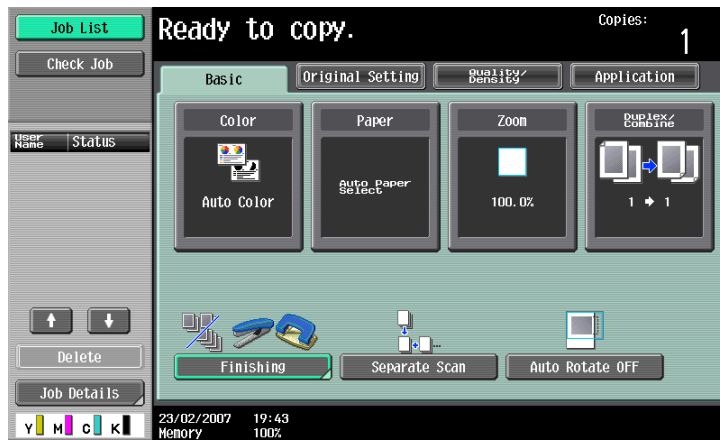 Job List
Check Job
User Name Status
Delete
Job Details
Y M C K
Ready to copy.
Copies:
1
Basic
Original Setting
Quality/
Density
Application
Color
Auto Color
Paper
Auto Paper
Select
Zoom
100.0%
Duplex/
Combine
1 → 1
Finishing
Separate Scan
Auto Rotate OFF
23/02/2007 19:43
Memory 100%